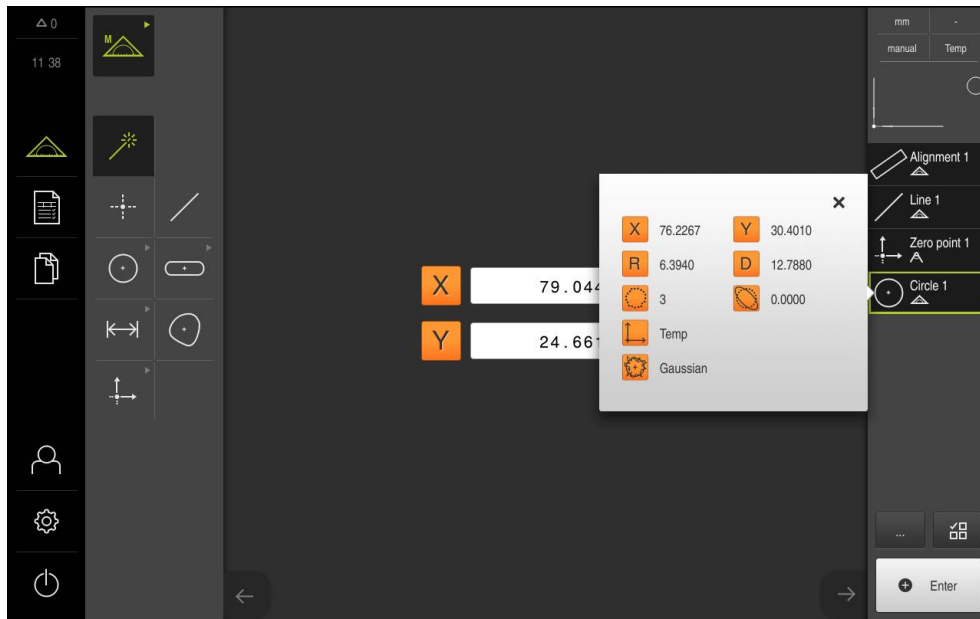 0
11 38
M
X 79.044
Y 24.661
X 76.2267 Y 30.4010
R 6.3940 D 12.7880
3 0.0000
Temp
Gaussian
mm -
manual Temp
Alignment 1
Line 1
Zero point 1
Circle 1
...
Enter